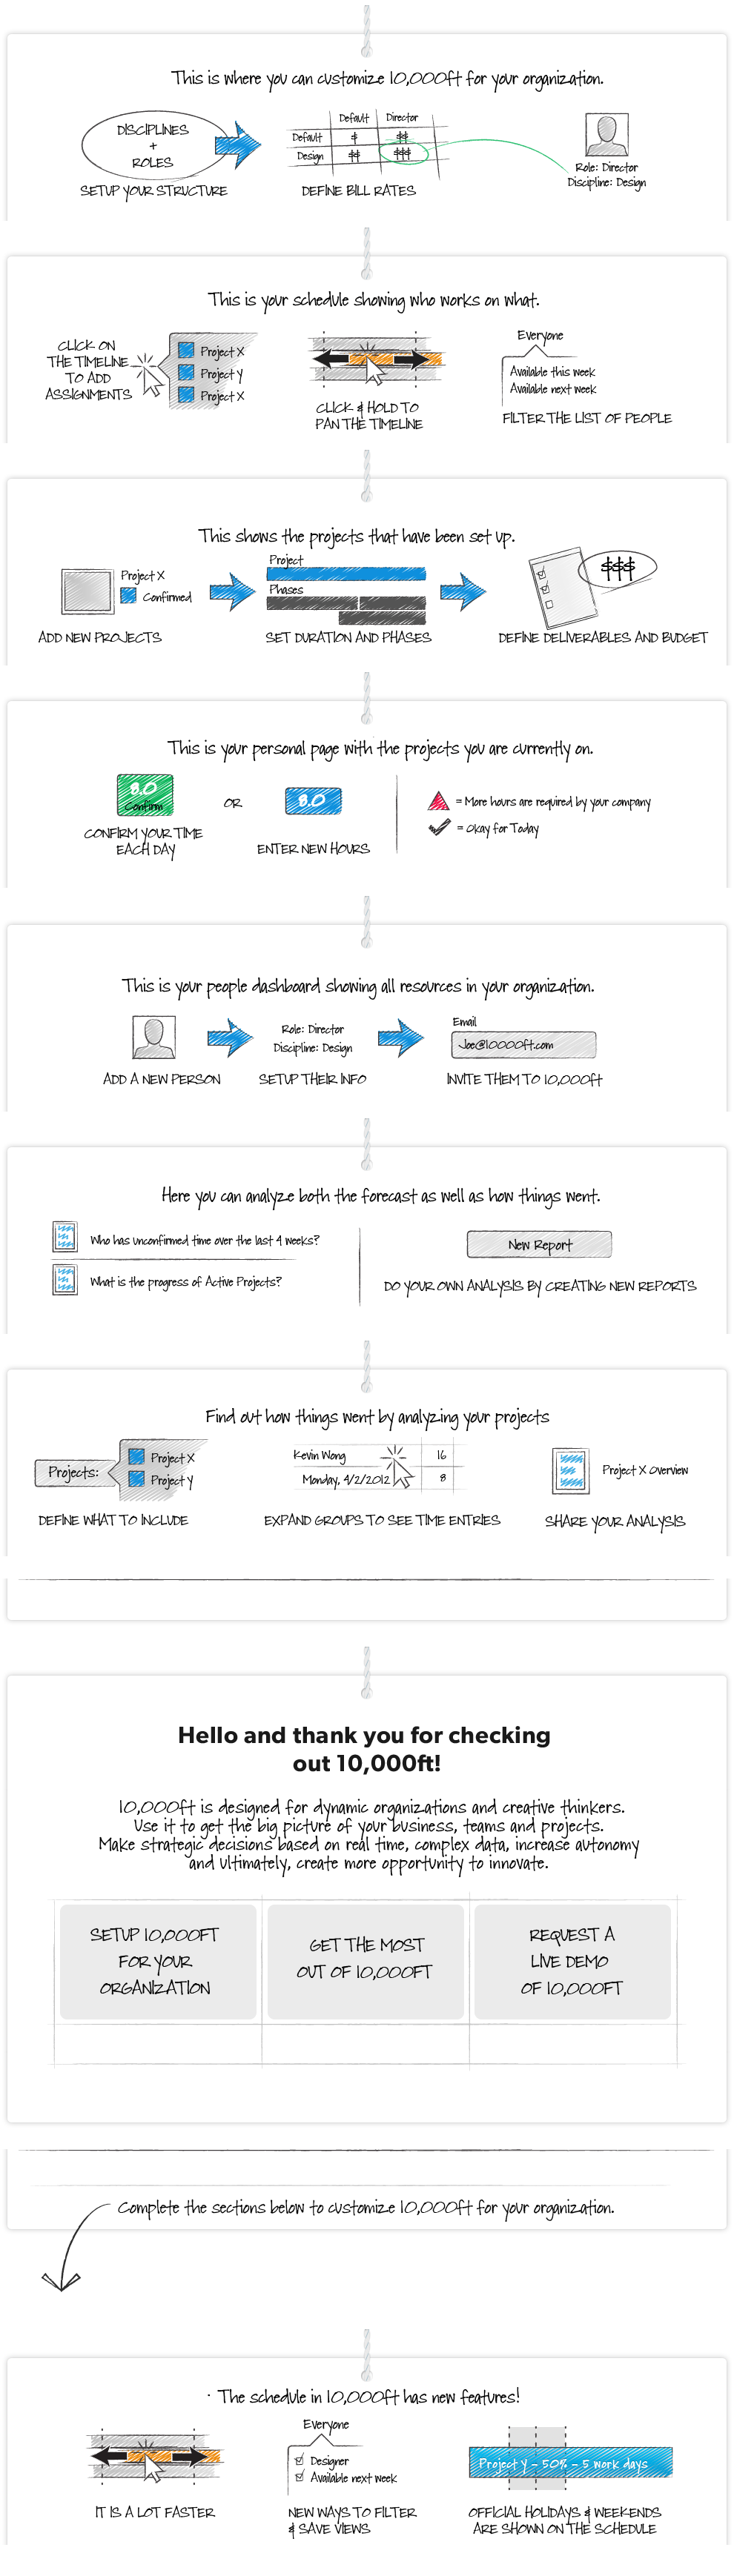 This is where you can customize 10,000ft for your organization.
DISCIPLINES
+
ROLES
SETUP YOUR STRUCTURE
Default Director
Default $ $$
Design $$ $$$
DEFINE BILL RATES
Role: Director
Discipline: Design
This is your schedule showing who works on what.
CLICK ON
THE TIMELINE
TO ADD
ASSIGNMENTS
Project X
Project Y
Project X
CLICK & HOLD TO
PAN THE TIMELINE
Everyone
Available this week
Available next week
FILTER THE LIST OF PEOPLE
This shows the projects that have been set up.
Project X
Confirmed
ADD NEW PROJECTS
Project
Phases
SET DURATION AND PHASES
$$$
DEFINE DELIVERABLES AND BUDGET
This is your personal page with the projects you are currently on.
8.0
Confirm
CONFIRM YOUR TIME
EACH DAY
OR
8.0
ENTER NEW HOURS
= More hours are required by your company
= Okay for Today
This is your people dashboard showing all resources in your organization.
ADD A NEW PERSON
Role: Director
Discipline: Design
SETUP THEIR INFO
Email
Joe@10000ft.com
INVITE THEM TO 10,000ft
Here you can analyze both the forecast as well as how things went.
Who has unconfirmed time over the last 4 weeks?
What is the progress of Active Projects?
New Report
DO YOUR OWN ANALYSIS BY CREATING NEW REPORTS
Find out how things went by analyzing your projects
Projects:
Project X
Project Y
DEFINE WHAT TO INCLUDE
Kevin Wong 16
Monday, 4/2/2012 8
EXPAND GROUPS TO SEE TIME ENTRIES
Project X Overview
SHARE YOUR ANALYSIS
Hello and thank you for checking
out 10,000ft!
10,000ft is designed for dynamic organizations and creative thinkers.
Use it to get the big picture of your business, teams and projects.
Make strategic decisions based on real time, complex data, increase autonomy
and ultimately, create more opportunity to innovate.
SETUP 10,000FT
FOR YOUR
ORGANIZATION
GET THE MOST
OUT OF 10,000FT
REQUEST A
LIVE DEMO
OF 10,000FT
Complete the sections below to customize 10,000ft for your organization.
The schedule in 10,000ft has new features!
IT IS A LOT FASTER
Everyone
Designer
Available next week
NEW WAYS TO FILTER
& SAVE VIEWS
Project Y - 50% - 5 work days
OFFICIAL HOLIDAYS & WEEKENDS
ARE SHOWN ON THE SCHEDULE